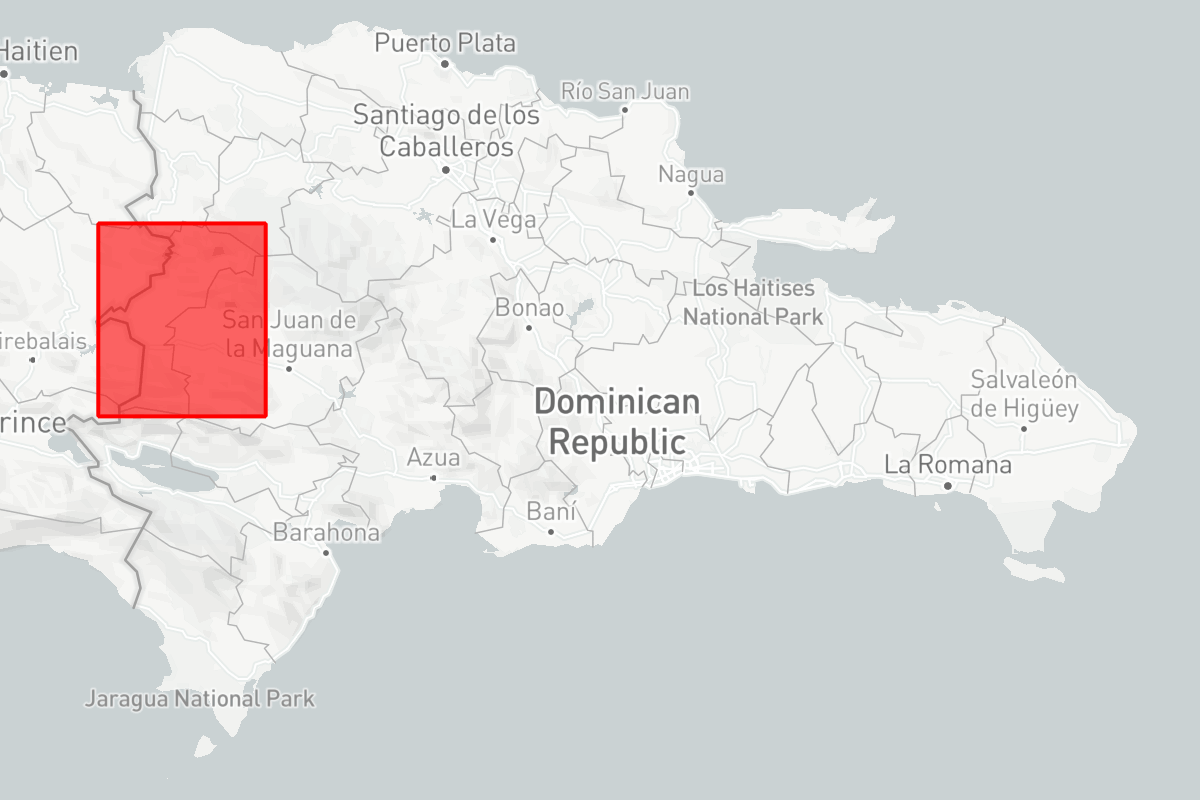 Haitien
Puerto Plata
Río San Juan
Santiago de los
Caballeros
Nagua
La Vega
Los Haitises
National Park
Bonao
San Juan de
la Maguana
irebalais
Salvaleón
de Higüey
Dominican
Republic
rince
Azua
La Romana
Baní
Barahona
Jaragua National Park